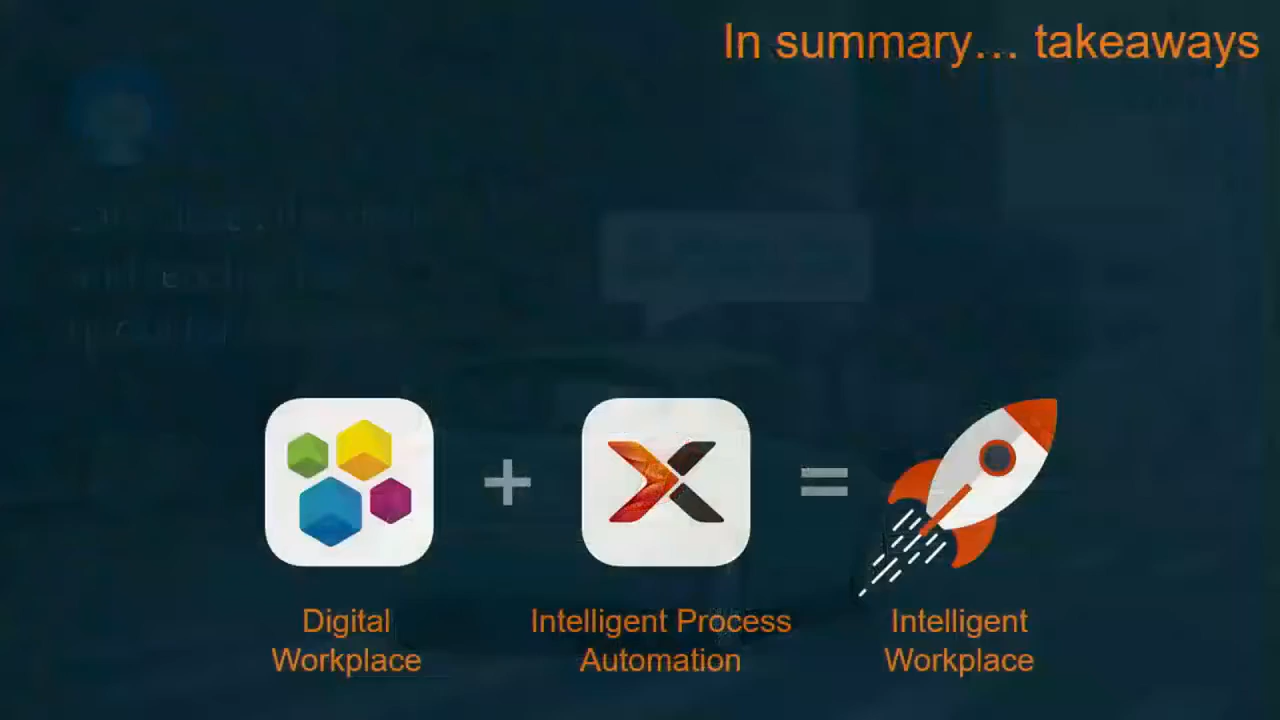 In summary... takeaways
+
=
Digital
Workplace
Intelligent Process
Automation
Intelligent
Workplace